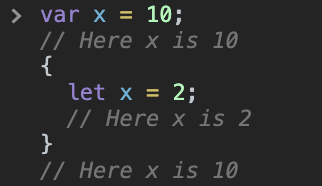 > var x = 10;
// Here x is 10
{
let x = 2;
// Here x is 2
}
// Here x is 10